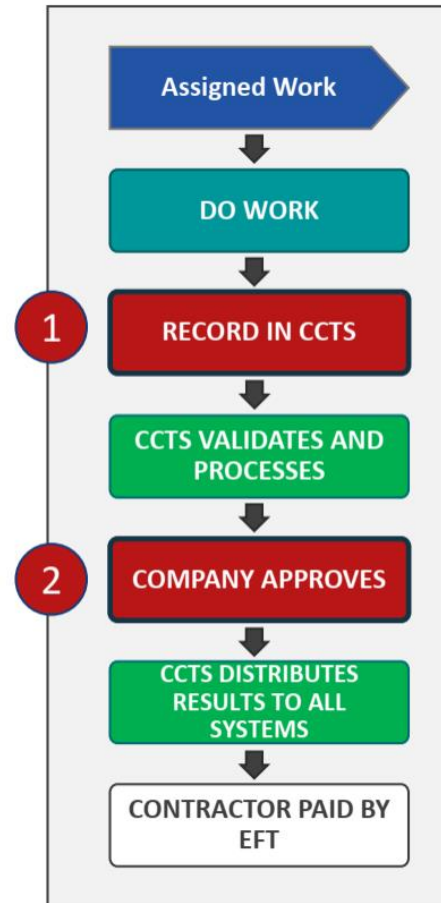 Assigned Work
DO WORK
1
RECORD IN CCTS
CCTS VALIDATES AND
PROCESSES
2
COMPANY APPROVES
CCTS DISTRIBUTES
RESULTS TO ALL
SYSTEMS
CONTRACTOR PAID BY
EFT